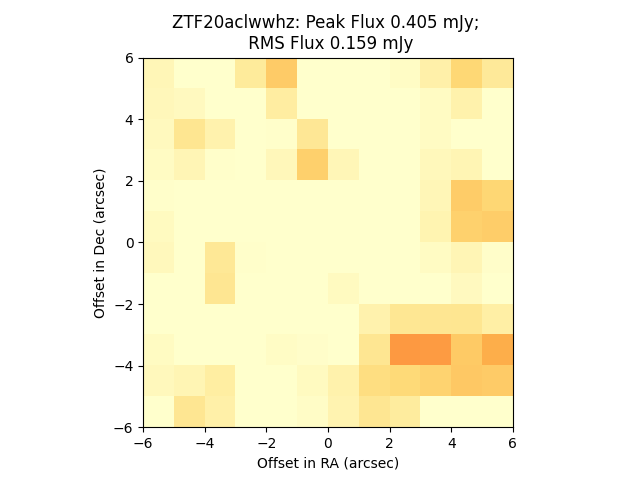 ZTF20aclwwhz: Peak Flux 0.405 mJy;
RMS Flux 0.159 mJy
6
4
2
0
−2
−4
−6
Offset in Dec (arcsec)
−6 −4 −2 0 2 4 6
Offset in RA (arcsec)